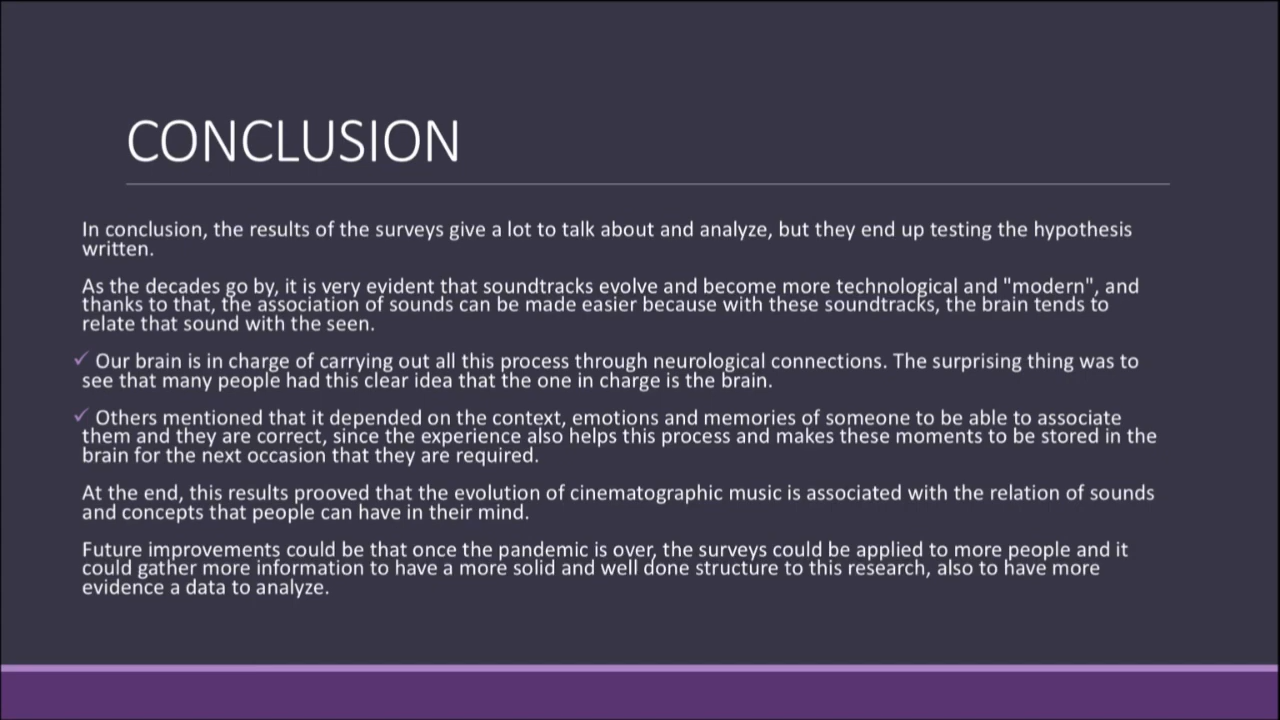 CONCLUSION
In conclusion, the results of the surveys give a lot to talk about and analyze, but they end up testing the hypothesis
written.
As the decades go by, it is very evident that soundtracks evolve and become more technological and "modern", and
thanks to that, the association of sounds can be made easier because with these soundtracks, the brain tends to
relate that sound with the seen.
✓ Our brain is in charge of carrying out all this process through neurological connections. The surprising thing was to
see that many people had this clear idea that the one in charge is the brain.
✓ Others mentioned that it depended on the context, emotions and memories of someone to be able to associate
them and they are correct, since the experience also helps this process and makes these moments to be stored in the
brain for the next occasion that they are required.
At the end, this results prooved that the evolution of cinematographic music is associated with the relation of sounds
and concepts that people can have in their mind.
Future improvements could be that once the pandemic is over, the surveys could be applied to more people and it
could gather more information to have a more solid and well done structure to this research, also to have more
evidence a data to analyze.